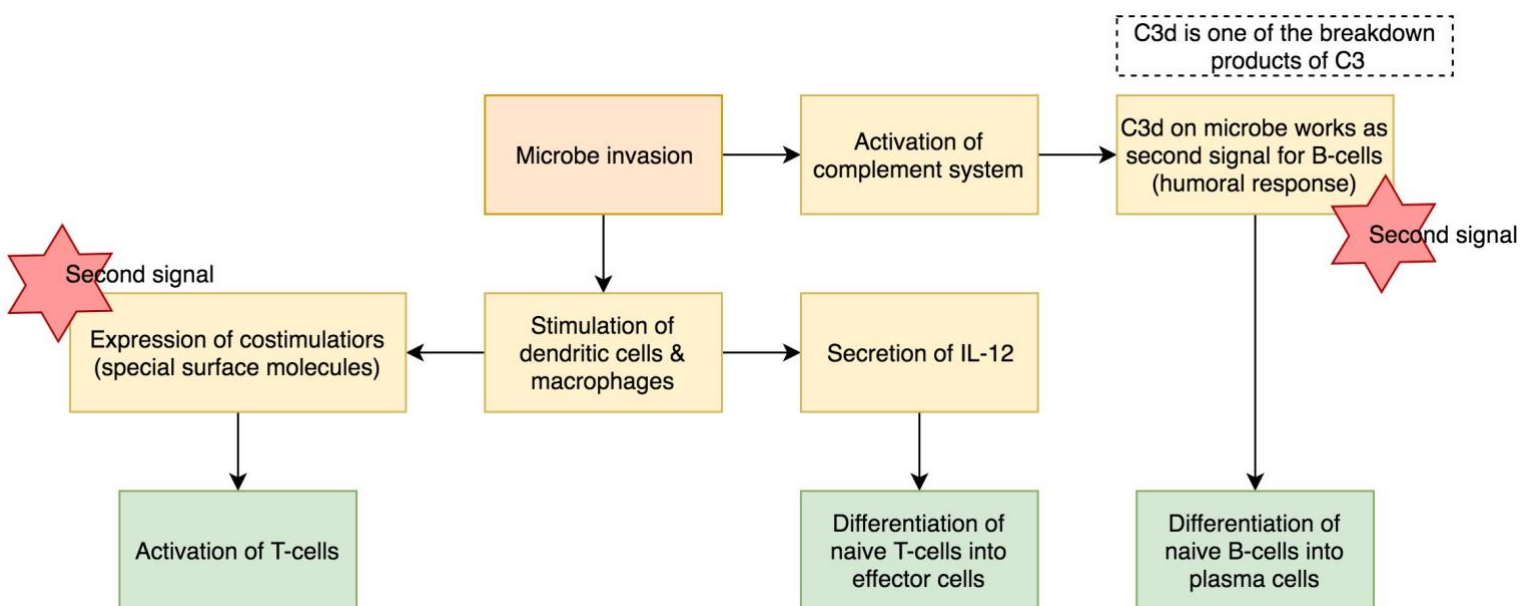 C3d is one of the breakdown
products of C3
Microbe invasion
Activation of
complement system
C3d on microbe works as
second signal for B-cells
(humoral response)
Second signal
Second signal
Expression of costimulatiors
(special surface molecules)
Stimulation of
dendritic cells &
macrophages
Secretion of IL-12
Activation of T-cells
Differentiation of
naive T-cells into
effector cells
Differentiation of
naive B-cells into
plasma cells